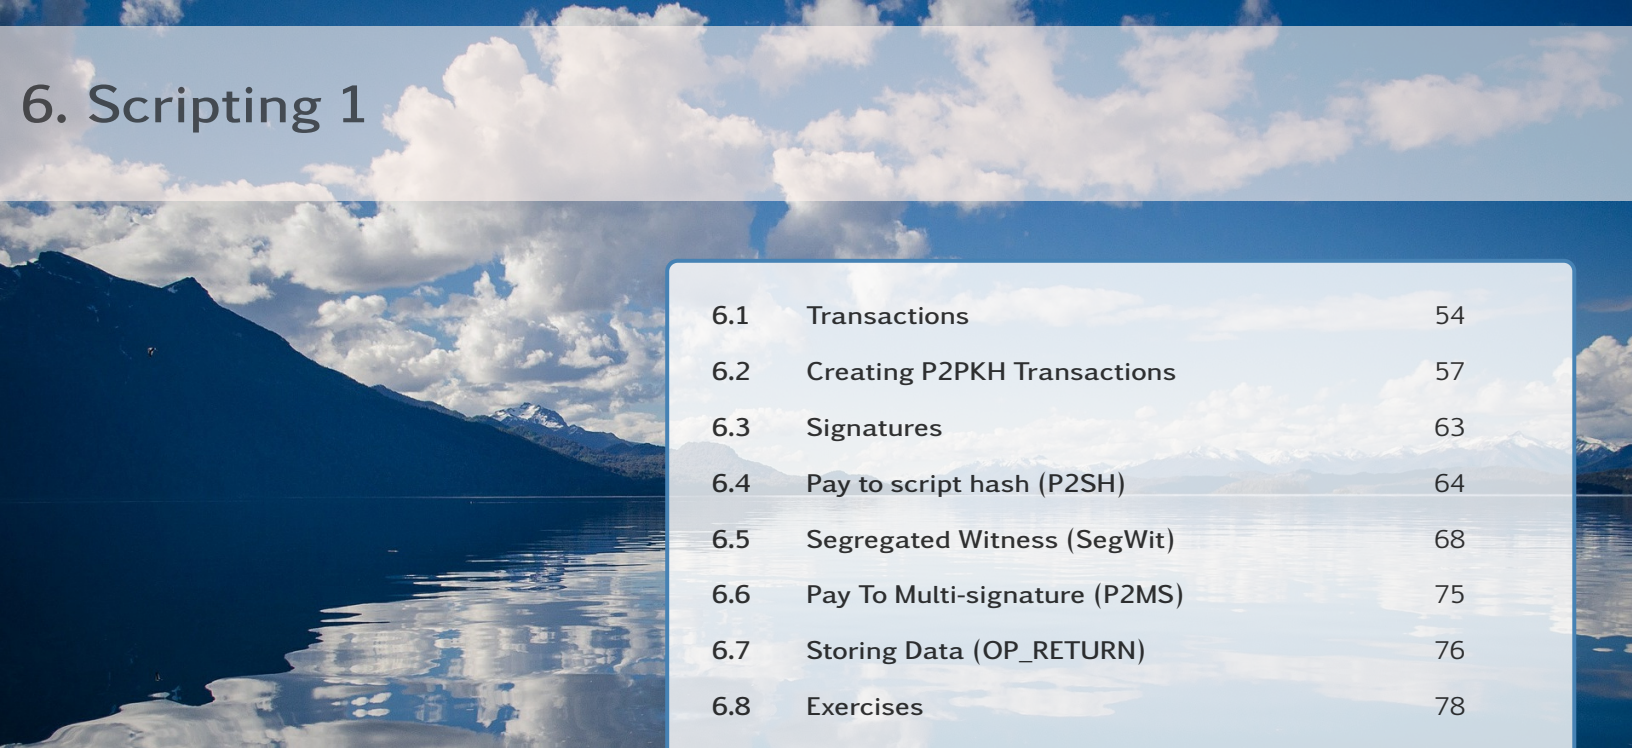 6. Scripting 1
6.1 Transactions 54
6.2 Creating P2PKH Transactions 57
6.3 Signatures 63
6.4 Pay to script hash (P2SH) 64
6.5 Segregated Witness (SegWit) 68
6.6 Pay To Multi-signature (P2MS) 75
6.7 Storing Data (OP_RETURN) 76
6.8 Exercises 78